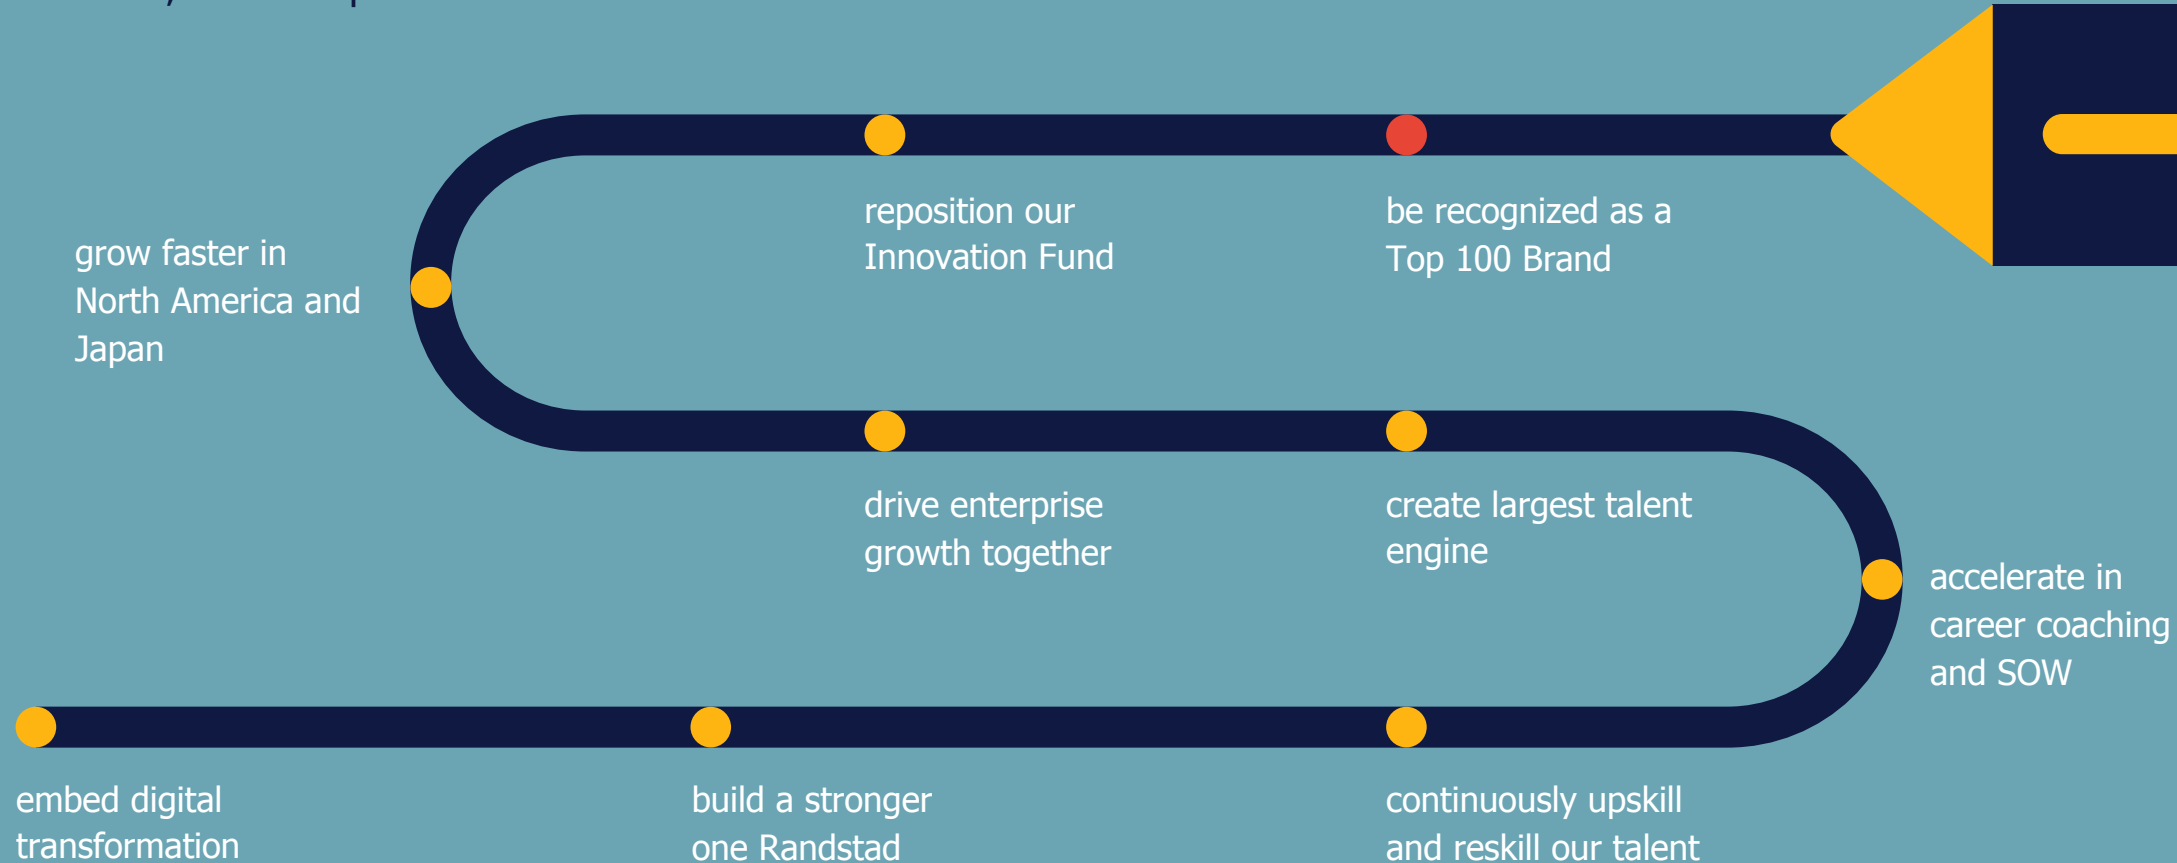 reposition our
Innovation Fund
be recognized as a
Top 100 Brand
grow faster in
North America and
Japan
drive enterprise
growth together
create largest talent
engine
accelerate in
career coaching
and SOW
embed digital
transformation
build a stronger
one Randstad
continuously upskill
and reskill our talent